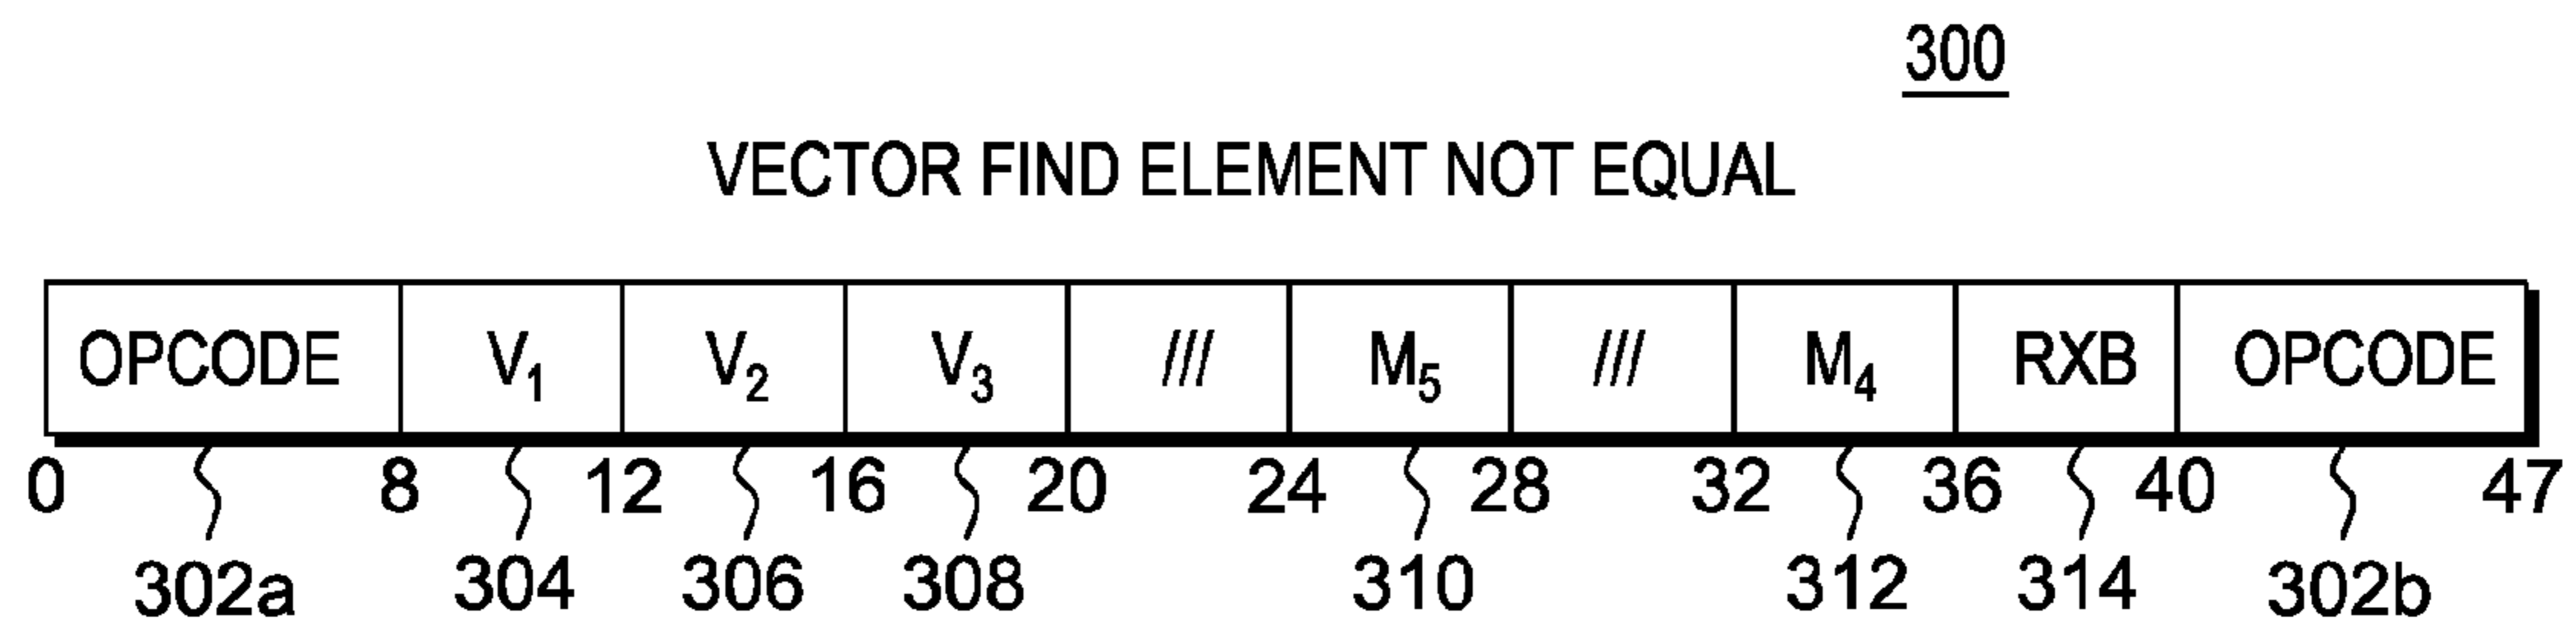 300
VECTOR FIND ELEMENT NOT EQUAL
OPCODE V₁ V₂ V₃ /// M₅ /// M₄ RXB OPCODE
0 8 12 16 20 24 28 32 36 40 47
302a 304 306 308 310 312 314 302b